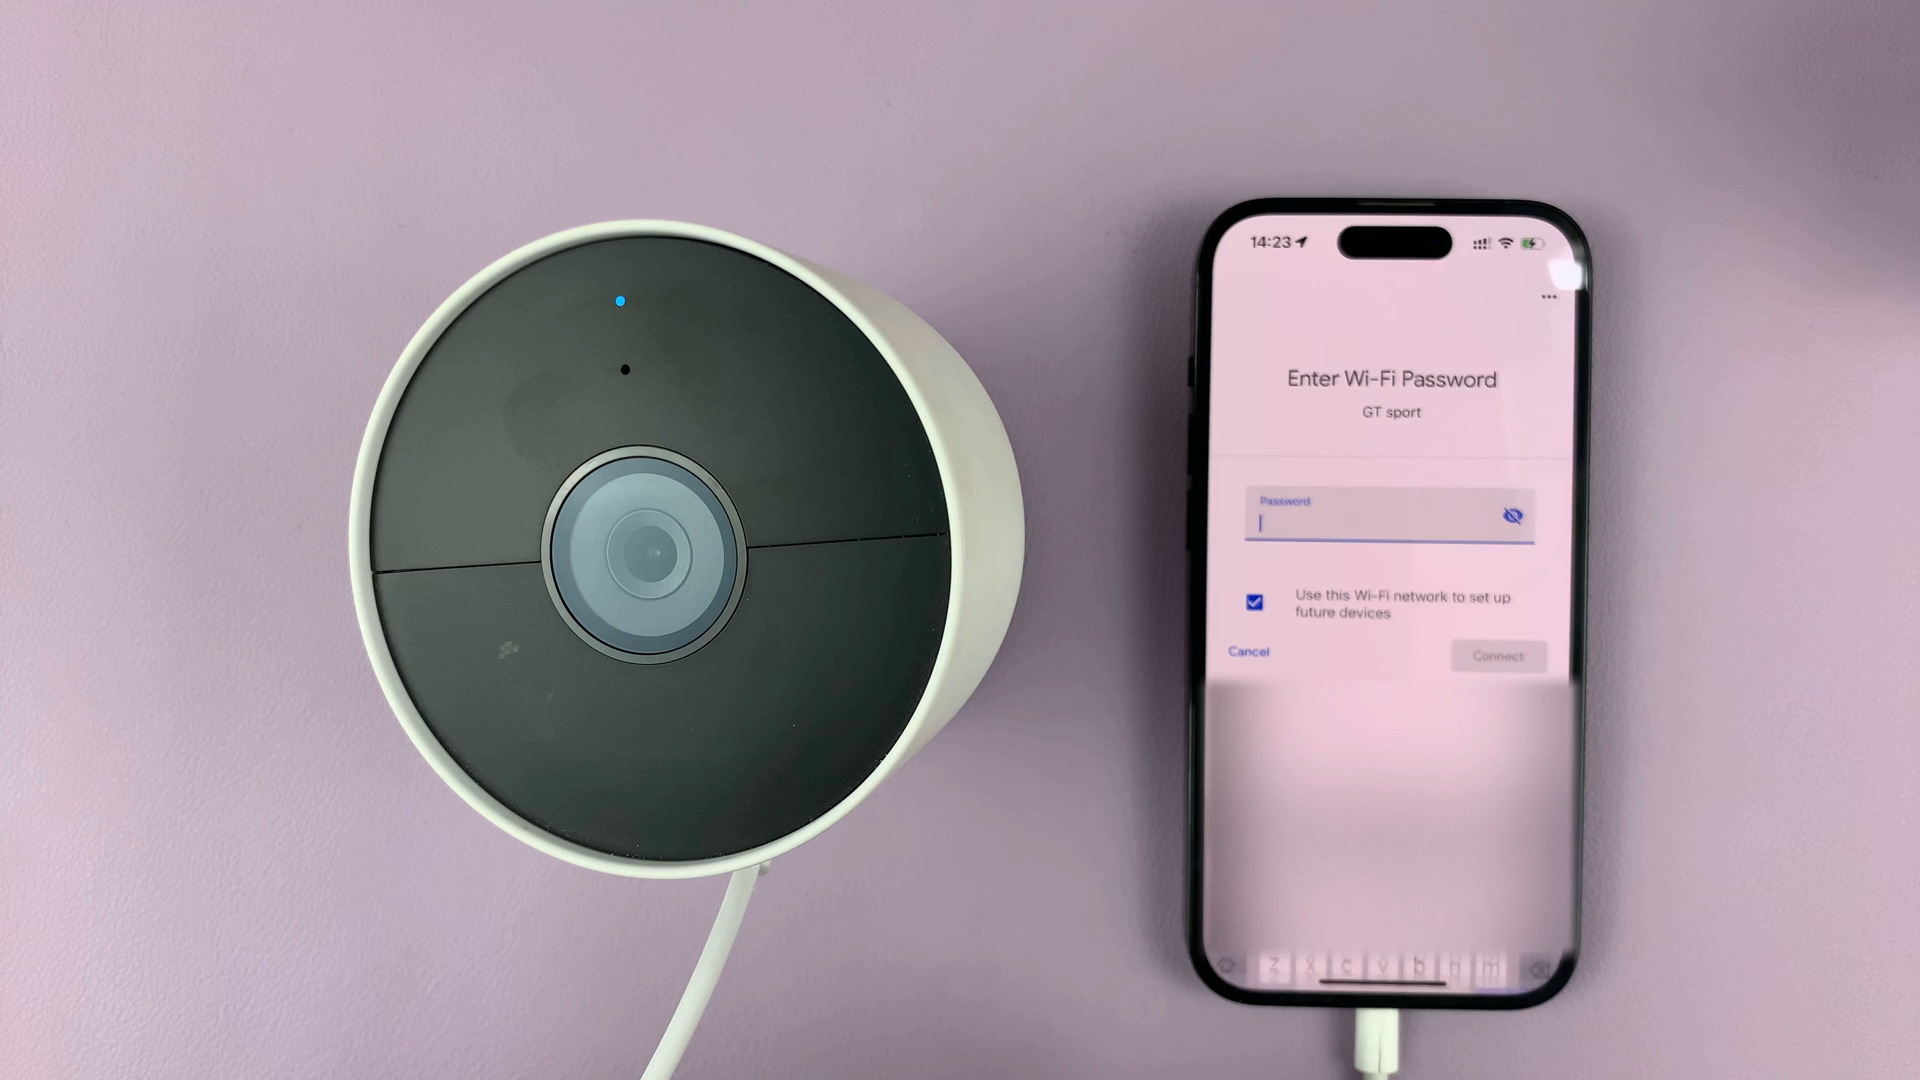 14:23
Enter Wi-Fi Password
GT sport
Password
Use this Wi-Fi network to set up
future devices
Cancel
Connect
z x c v b n m